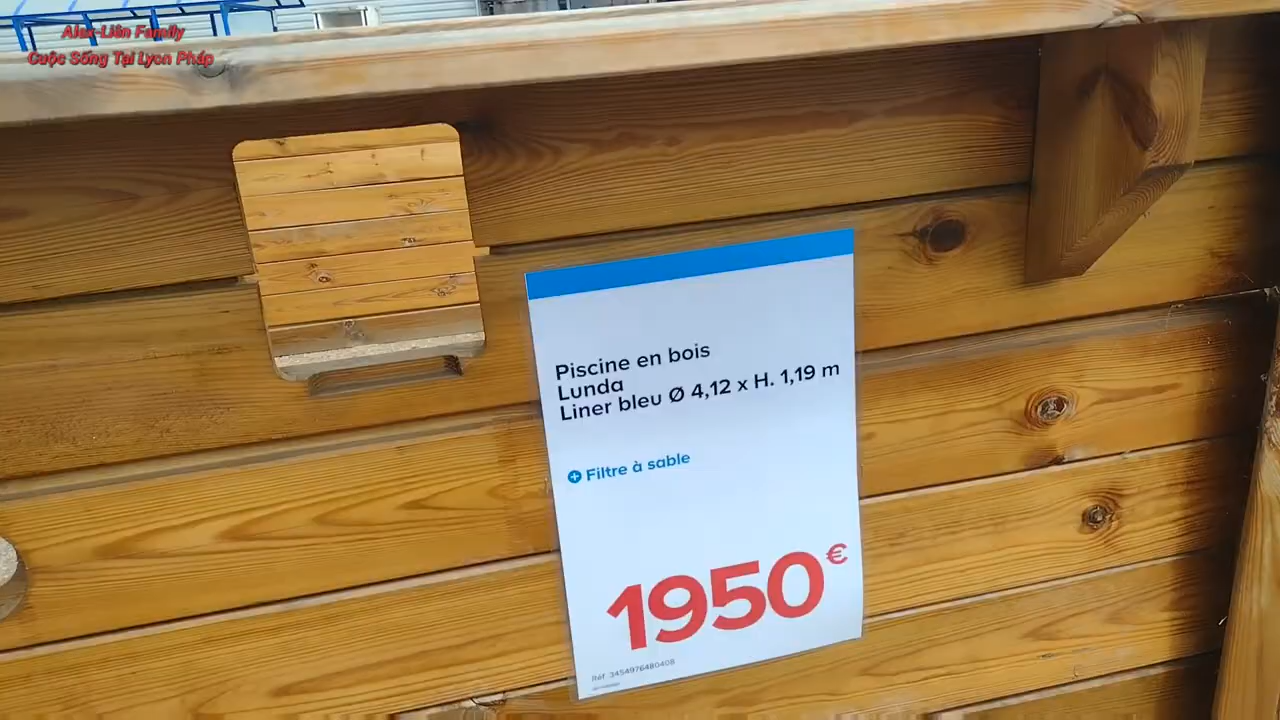 Alex-Liên Family
Cuộc Sống Tại Lyon Pháp
Piscine en bois
Lunda
Liner bleu Ø 4,12 x H. 1,19 m
Filtre à sable
1950€
Réf 3454976480408